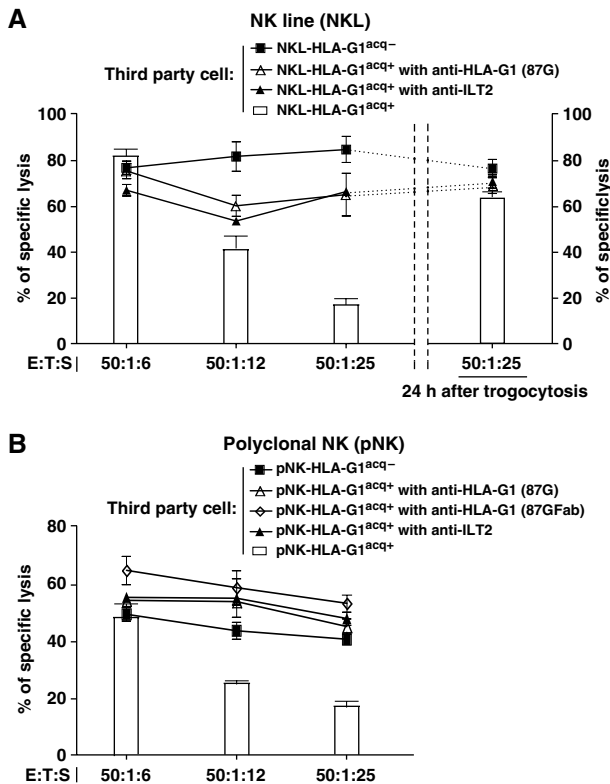 A
NK line (NKL)
Third party cell:
NKL-HLA-G1acq−
NKL-HLA-G1acq+ with anti-HLA-G1 (87G)
NKL-HLA-G1acq+ with anti-ILT2
NKL-HLA-G1acq+
% of specific lysis
100
80
60
40
20
0
100
80
60
40
20
0
% of specificlysis
E:T:S| 50:1:6 50:1:12 50:1:25 50:1:25
24 h after trogocytosis
B
Polyclonal NK (pNK)
Third party cell:
pNK-HLA-G1acq−
pNK-HLA-G1acq+ with anti-HLA-G1 (87G)
pNK-HLA-G1acq+ with anti-HLA-G1 (87GFab)
pNK-HLA-G1acq+ with anti-ILT2
pNK-HLA-G1acq+
% of specific lysis
80
60
40
20
0
E:T:S| 50:1:6 50:1:12 50:1:25